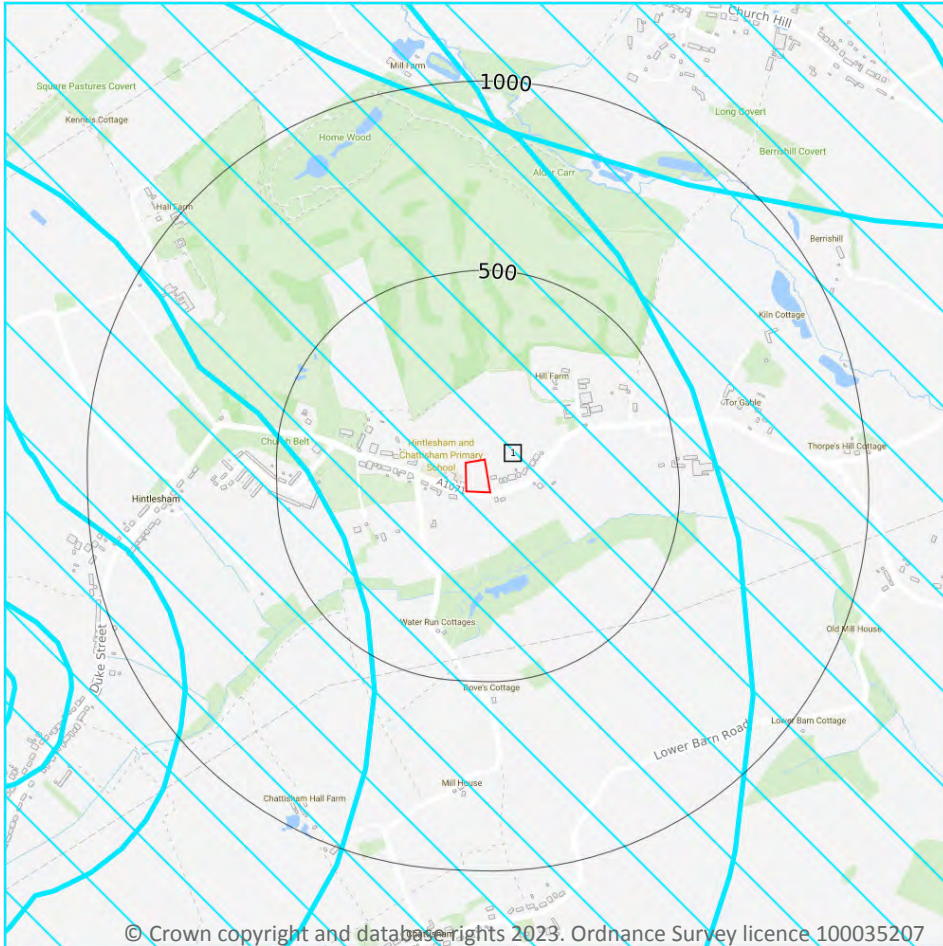 Church Hill
Mill Farm
1000
Square Pastures Covert
Kennels Cottage
Long Covert
Home Wood
Berrishill Covert
Alder Carr
Hall Farm
Berrishill
500
Kiln Cottage
Hill Farm
Tor Gable
Church Belt
Hintlesham and
Chattisham Primary
School
1
Thorpe's Hill Cottage
A1071
Hintlesham
Water Run Cottages
Old Mill House
Duke Street
Dove's Cottage
Lower Barn Cottage
Lower Barn Road
Mill House
Chattisham Hall Farm
Chattisham
© Crown copyright and database rights 2023. Ordnance Survey licence 100035207